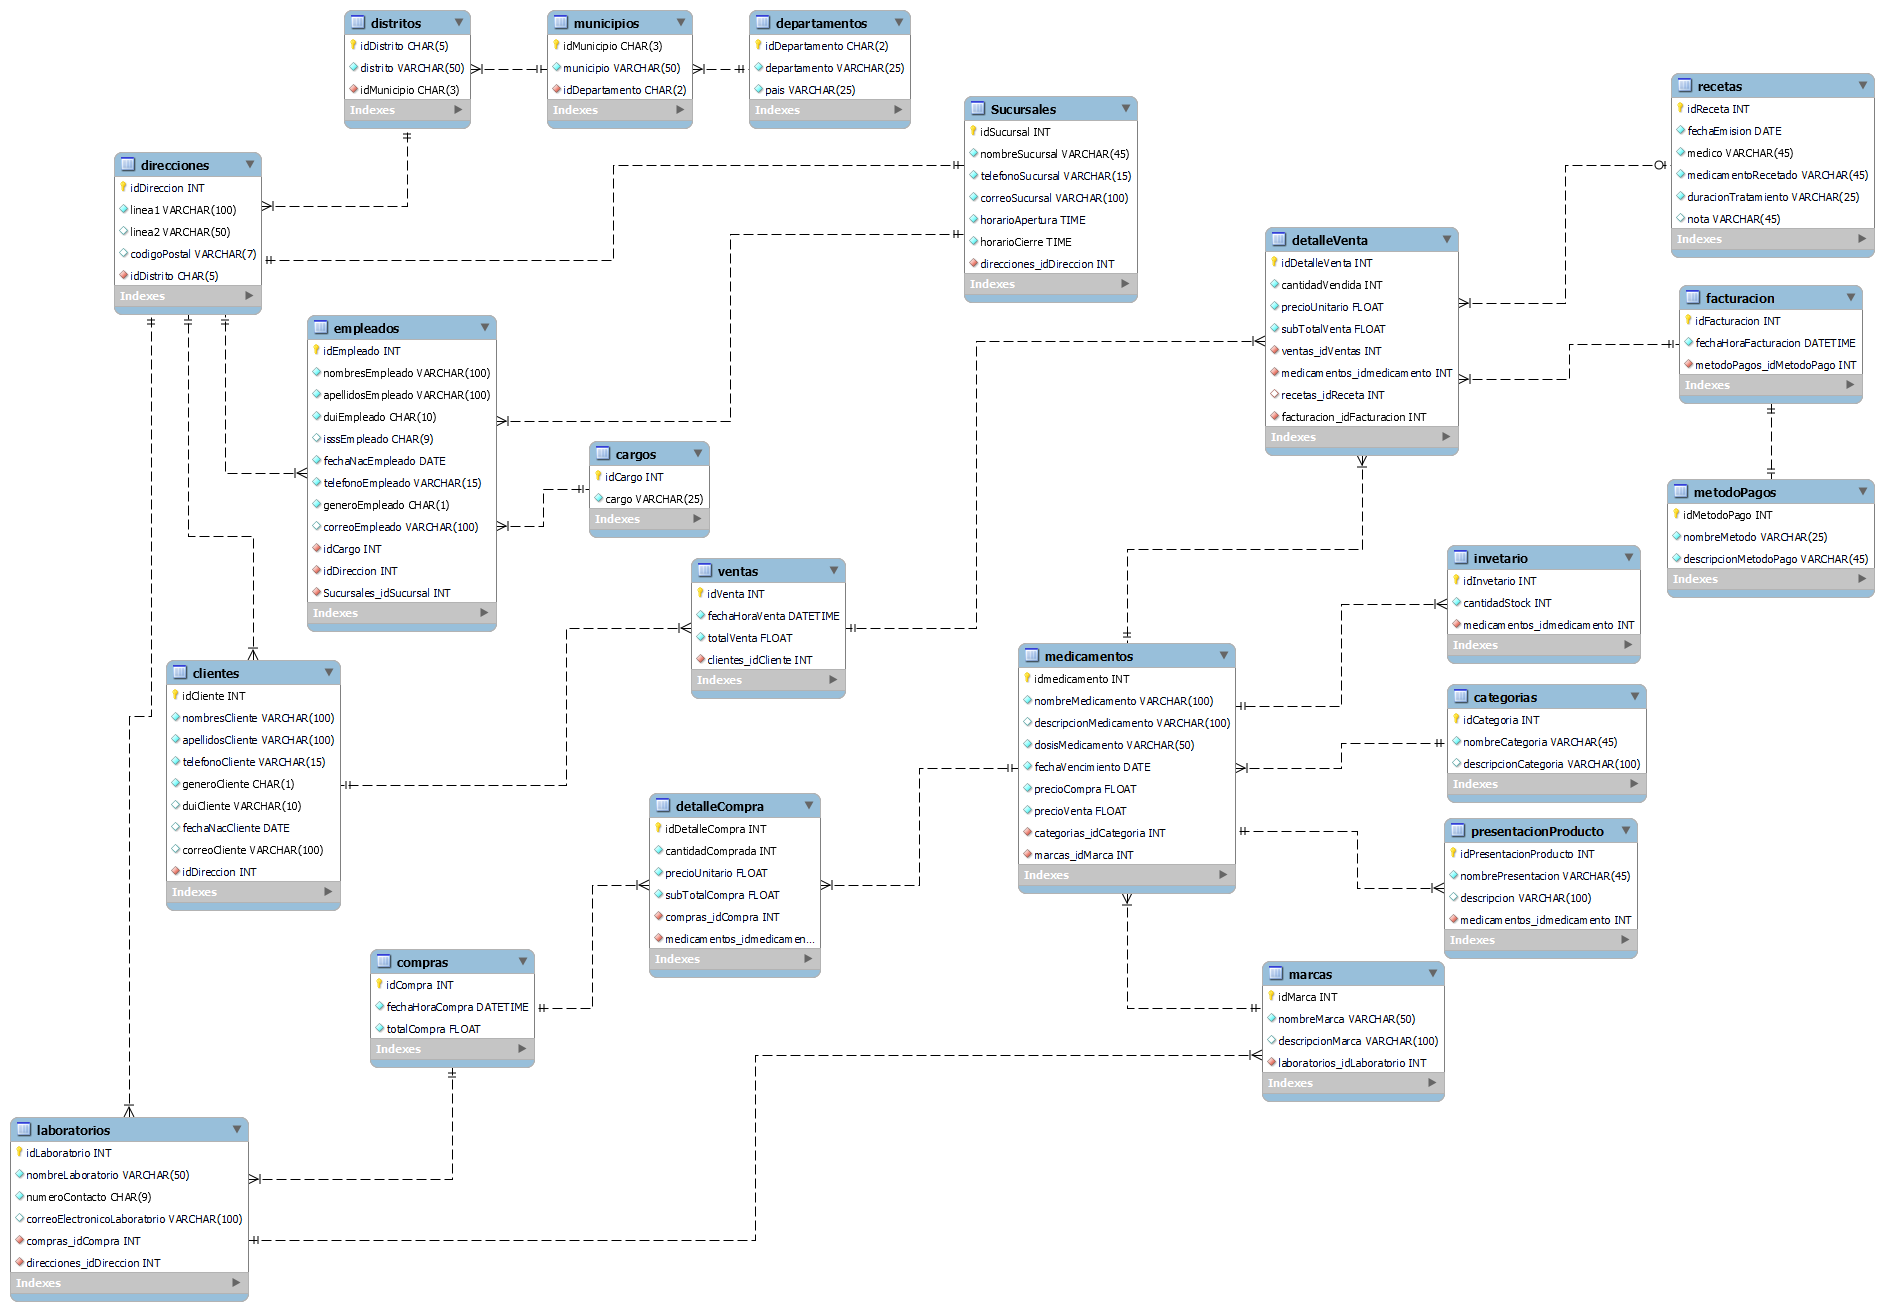 distritos
idDistrito CHAR(5)
distrito VARCHAR(50)
idMunicipio CHAR(3)
Indexes
municipios
idMunicipio CHAR(3)
municipio VARCHAR(50)
idDepartamento CHAR(2)
Indexes
departamentos
idDepartamento CHAR(2)
departamento VARCHAR(25)
pais VARCHAR(25)
Indexes
recetas
idReceta INT
fechaEmision DATE
medico VARCHAR(45)
medicamentoRecetado VARCHAR(45)
duracionTratamiento VARCHAR(25)
nota VARCHAR(45)
Indexes
Sucursales
idSucursal INT
nombreSucursal VARCHAR(45)
telefonoSucursal VARCHAR(15)
correoSucursal VARCHAR(100)
horarioApertura TIME
horarioCierre TIME
direcciones_idDireccion INT
Indexes
direcciones
idDireccion INT
linea1 VARCHAR(100)
linea2 VARCHAR(50)
codigoPostal VARCHAR(7)
idDistrito CHAR(5)
Indexes
detalleVenta
idDetalleVenta INT
cantidadVendida INT
precioUnitario FLOAT
subTotalVenta FLOAT
ventas_idVentas INT
medicamentos_idmedicamento INT
recetas_idReceta INT
facturacion_idFacturacion INT
Indexes
facturacion
idFacturacion INT
fechaHoraFacturacion DATETIME
metodoPagos_idMetodoPago INT
Indexes
empleados
idEmpleado INT
nombresEmpleado VARCHAR(100)
apellidosEmpleado VARCHAR(100)
duiEmpleado CHAR(10)
isssEmpleado CHAR(9)
fechaNacEmpleado DATE
telefonoEmpleado VARCHAR(15)
generoEmpleado CHAR(1)
correoEmpleado VARCHAR(100)
idCargo INT
idDireccion INT
Sucursales_idSucursal INT
Indexes
cargos
idCargo INT
cargo VARCHAR(25)
Indexes
metodoPagos
idMetodoPago INT
nombreMetodo VARCHAR(25)
descripcionMetodoPago VARCHAR(45)
Indexes
ventas
idVenta INT
fechaHoraVenta DATETIME
totalVenta FLOAT
clientes_idCliente INT
Indexes
invetario
idInvetario INT
cantidadStock INT
medicamentos_idmedicamento INT
Indexes
medicamentos
idmedicamento INT
nombreMedicamento VARCHAR(100)
descripcionMedicamento VARCHAR(100)
dosisMedicamento VARCHAR(50)
fechaVencimiento DATE
precioCompra FLOAT
precioVenta FLOAT
categorias_idCategoria INT
marcas_idMarca INT
Indexes
clientes
idCliente INT
nombresCliente VARCHAR(100)
apellidosCliente VARCHAR(100)
telefonoCliente VARCHAR(15)
generoCliente CHAR(1)
duiCliente VARCHAR(10)
fechaNacCliente DATE
correoCliente VARCHAR(100)
idDireccion INT
Indexes
categorias
idCategoria INT
nombreCategoria VARCHAR(45)
descripcionCategoria VARCHAR(100)
Indexes
detalleCompra
idDetalleCompra INT
cantidadComprada INT
precioUnitario FLOAT
subTotalCompra FLOAT
compras_idCompra INT
medicamentos_idmedicamen...
Indexes
presentacionProducto
idPresentacionProducto INT
nombrePresentacion VARCHAR(45)
descripcion VARCHAR(100)
medicamentos_idmedicamento INT
Indexes
compras
idCompra INT
fechaHoraCompra DATETIME
totalCompra FLOAT
Indexes
marcas
idMarca INT
nombreMarca VARCHAR(50)
descripcionMarca VARCHAR(100)
laboratorios_idLaboratorio INT
Indexes
laboratorios
idLaboratorio INT
nombreLaboratorio VARCHAR(50)
numeroContacto CHAR(9)
correoElectronicoLaboratorio VARCHAR(100)
compras_idCompra INT
direcciones_idDireccion INT
Indexes